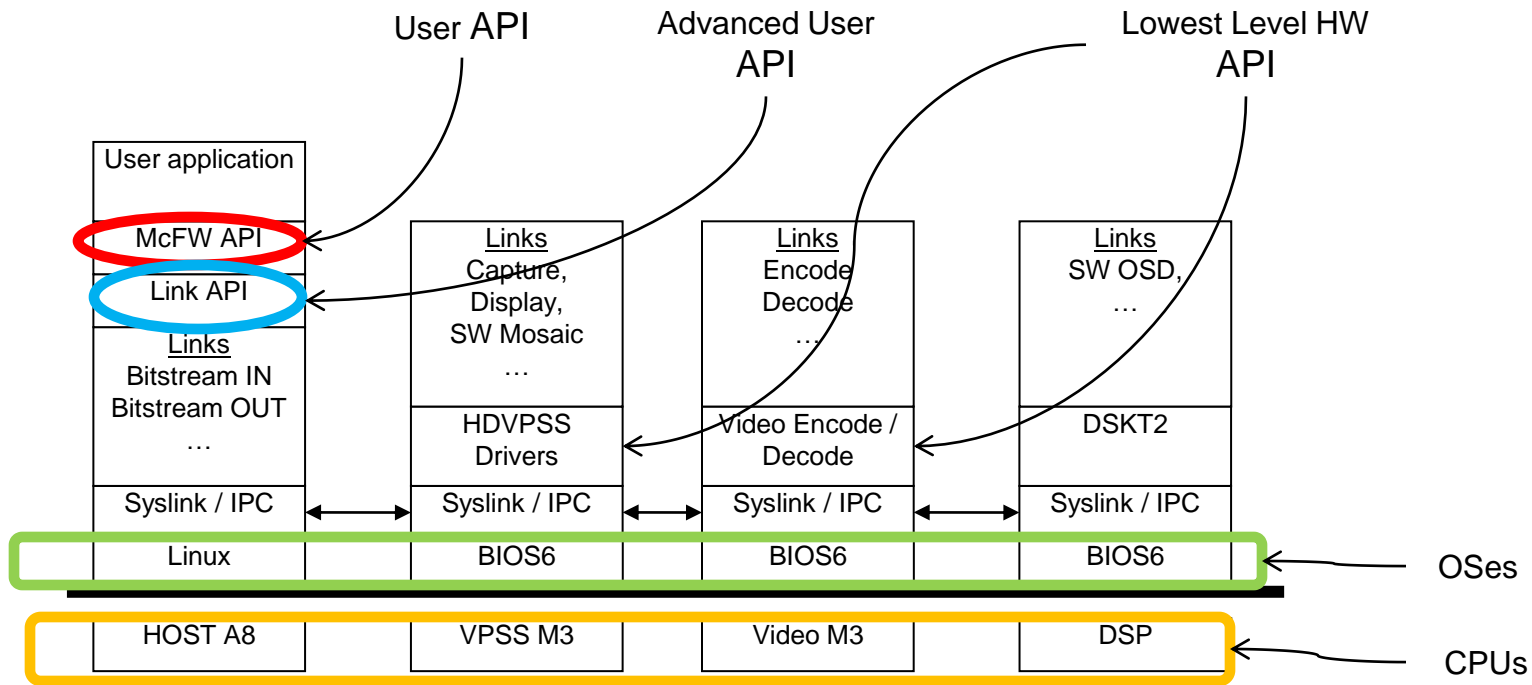 User API
Advanced User
API
Lowest Level HW
API
User application
McFW API
Link API
Links
Bitstream IN
Bitstream OUT
…
Syslink / IPC
Linux
HOST A8
Links
Capture,
Display,
SW Mosaic
…
HDVPSS
Drivers
Syslink / IPC
BIOS6
VPSS M3
Links
Encode
Decode
…
Video Encode /
Decode
Syslink / IPC
BIOS6
Video M3
Links
SW OSD,
…
DSKT2
Syslink / IPC
BIOS6
DSP
OSes
CPUs